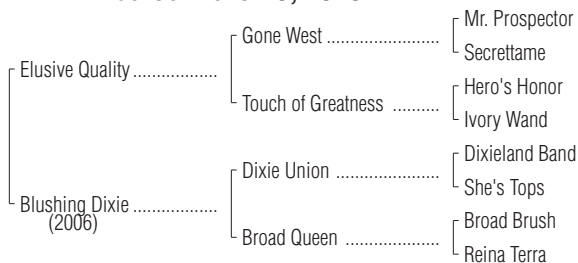 Mr. Prospector
Gone West
Secrettame
Elusive Quality
Hero's Honor
Touch of Greatness
Ivory Wand
Dixieland Band
Dixie Union
She's Tops
Blushing Dixie
(2006)
Broad Brush
Broad Queen
Reina Terra